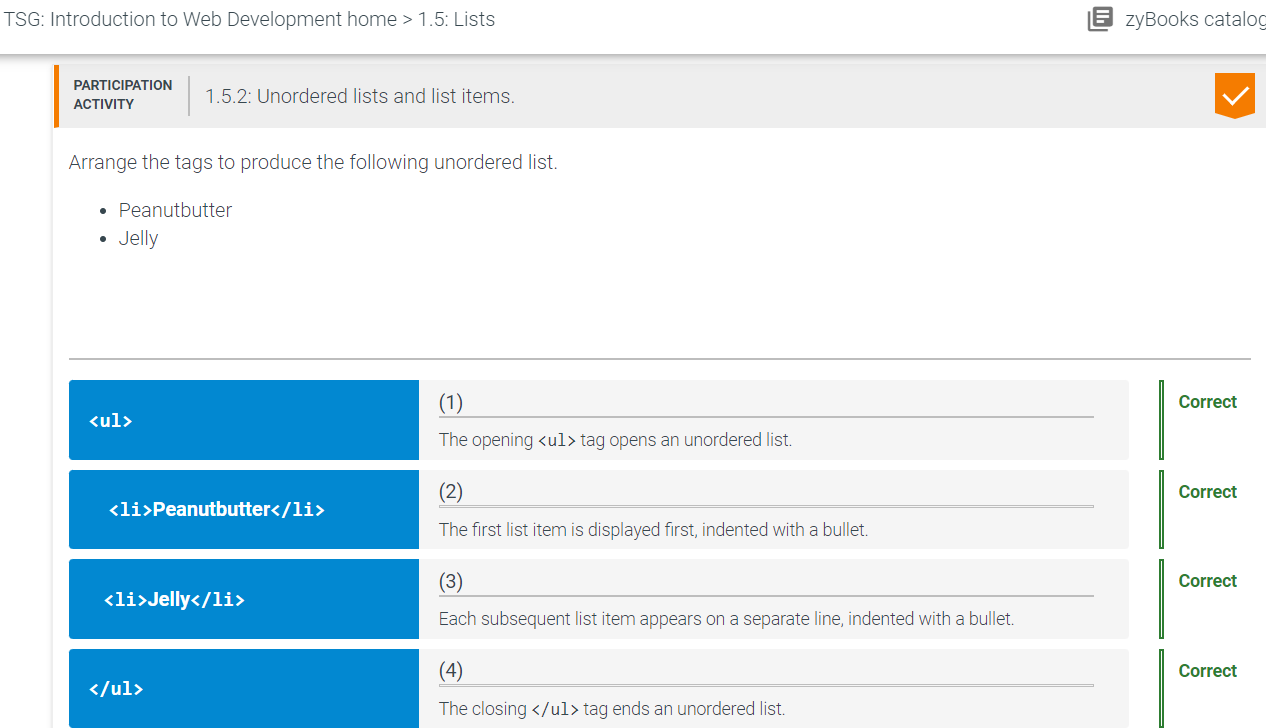 TSG: Introduction to Web Development home > 1.5: Lists
zyBooks catalog
PARTICIPATION
ACTIVITY
1.5.2: Unordered lists and list items.
Arrange the tags to produce the following unordered list.
• Peanutbutter
• Jelly
<ul>
(1)
The opening <ul> tag opens an unordered list.
Correct
<li>Peanutbutter</li>
(2)
The first list item is displayed first, indented with a bullet.
Correct
<li>Jelly</li>
(3)
Each subsequent list item appears on a separate line, indented with a bullet.
Correct
</ul>
(4)
The closing </ul> tag ends an unordered list.
Correct